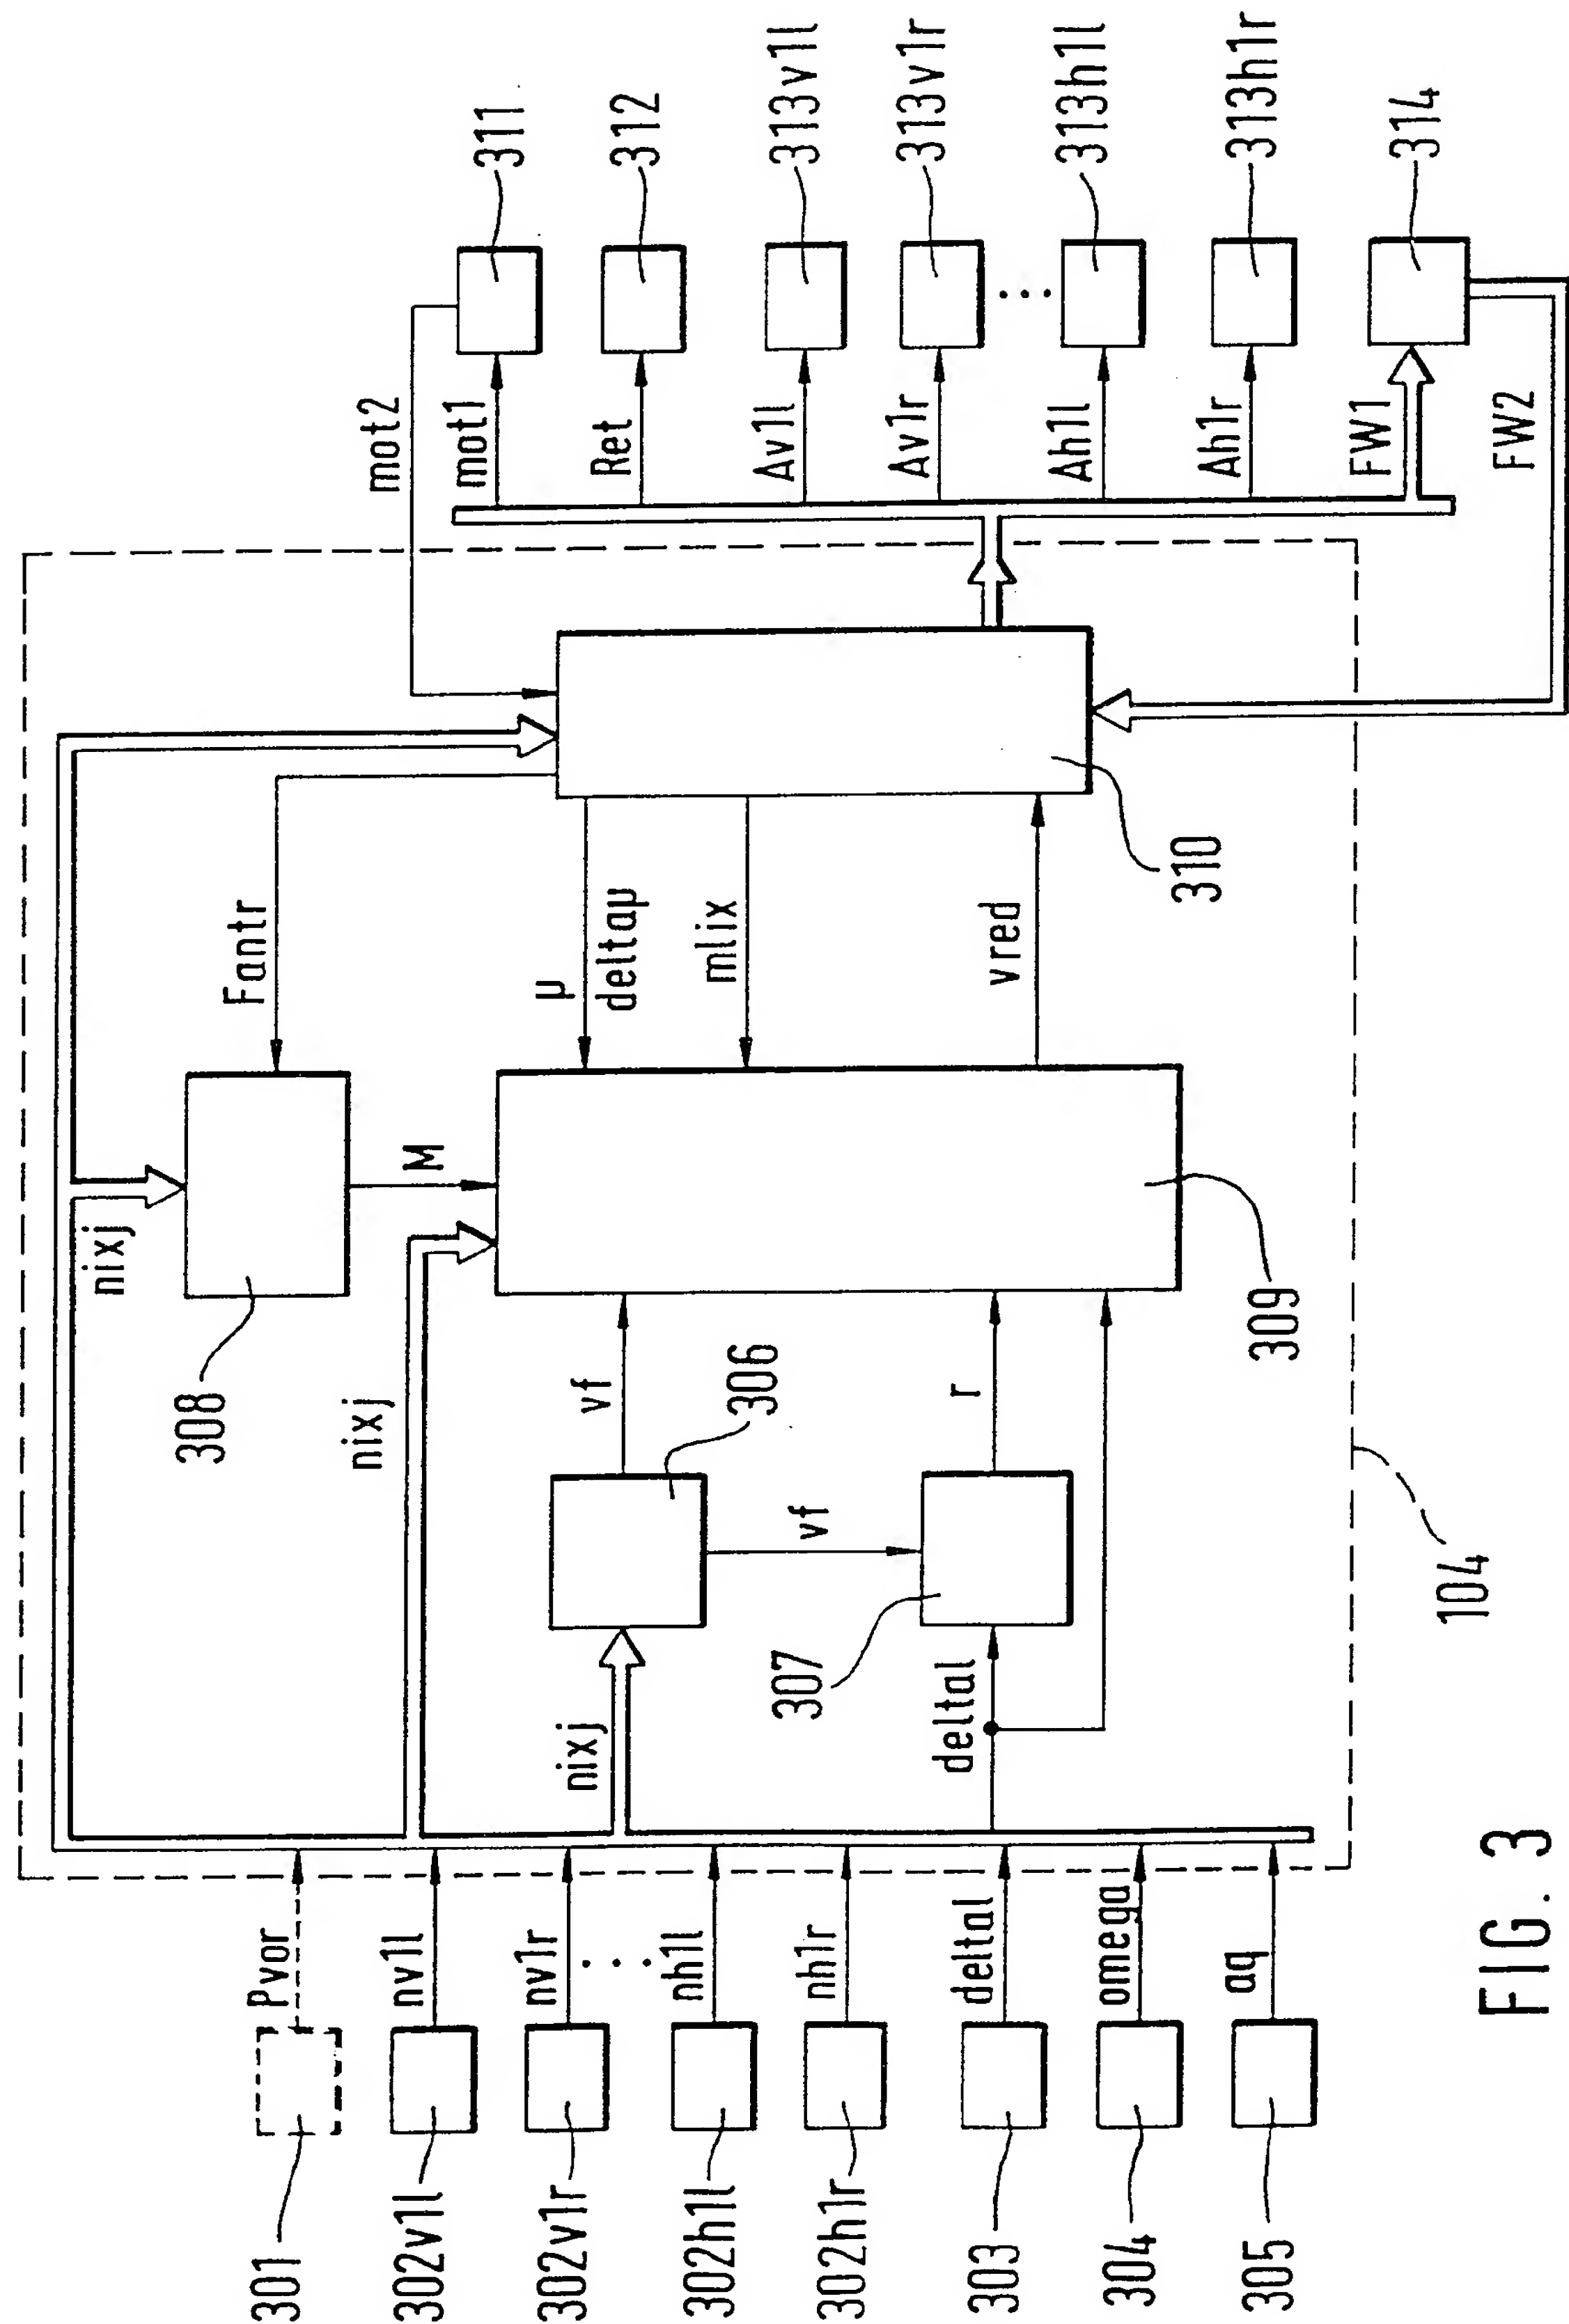 301
302v1l
302v1r
302h1l
302h1r
303
304
305
Pvor
nv1l
nv1r
nh1l
nh1r
deltal
omega
aq
nixj
nixj
nixj
deltal
307
vf
306
vf
r
308
M
309
104
Fantr
µ
deltaµ
mlix
vred
310
mot2
mot1
Ret
Av1l
Av1r
Ah1l
Ah1r
FW1
FW2
311
312
313v1l
313v1r
313h1l
313h1r
314
FIG. 3